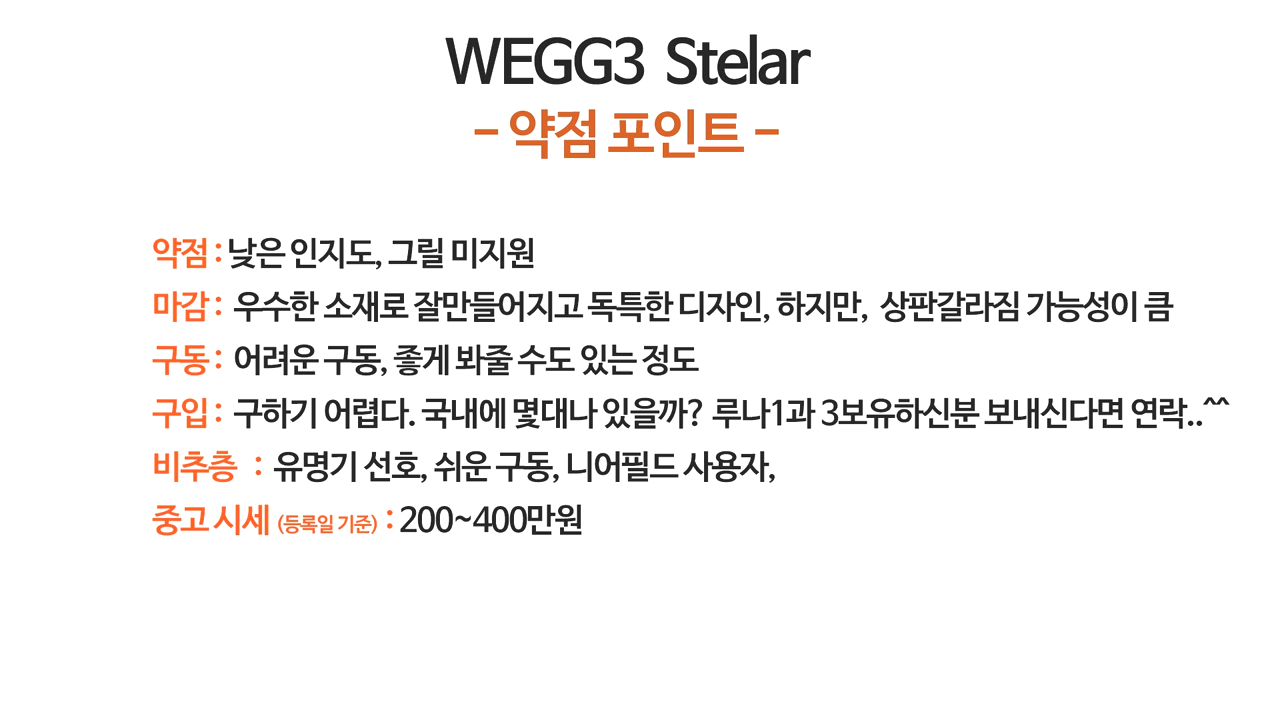 WEGG3 Stelar
- 약점 포인트 -
약점 : 낮은 인지도, 그릴 미지원
마감 : 우수한 소재로 잘만들어지고 독특한 디자인, 하지만, 상판갈라짐 가능성이 큼
구동 : 어려운 구동, 좋게 봐줄 수도 있는 정도
구입 : 구하기 어렵다. 국내에 몇대나 있을까? 루나1과 3보유하신분 보내신다면 연락..^^
비추층 : 유명기 선호, 쉬운 구동, 니어필드 사용자,
중고 시세 (등록일 기준) : 200~400만원